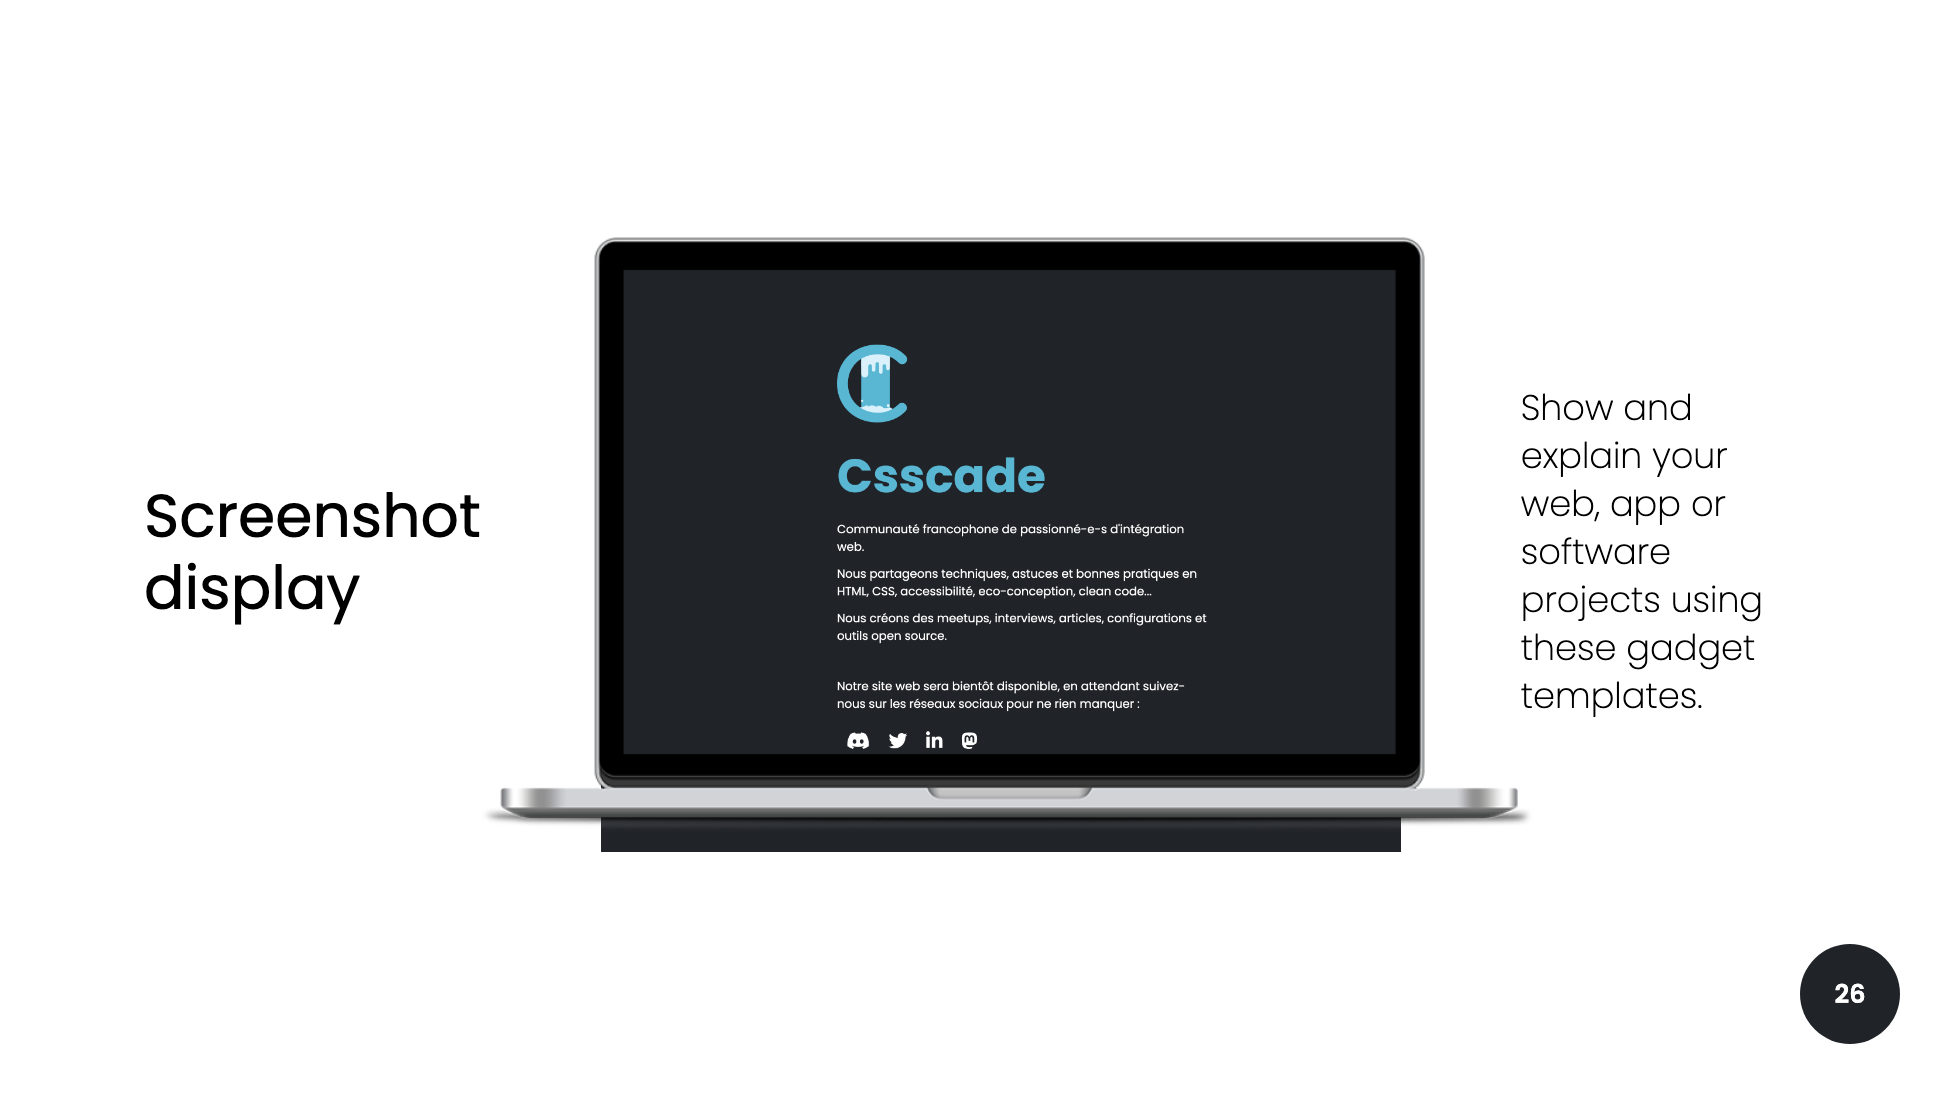 Screenshot
display
Csscade
Communauté francophone de passionné-e-s d'intégration
web.
Nous partageons techniques, astuces et bonnes pratiques en
HTML, CSS, accessibilité, eco-conception, clean code...
Nous créons des meetups, interviews, articles, configurations et
outils open source.
Notre site web sera bientôt disponible, en attendant suivez-
nous sur les réseaux sociaux pour ne rien manquer :
Show and
explain your
web, app or
software
projects using
these gadget
templates.
26